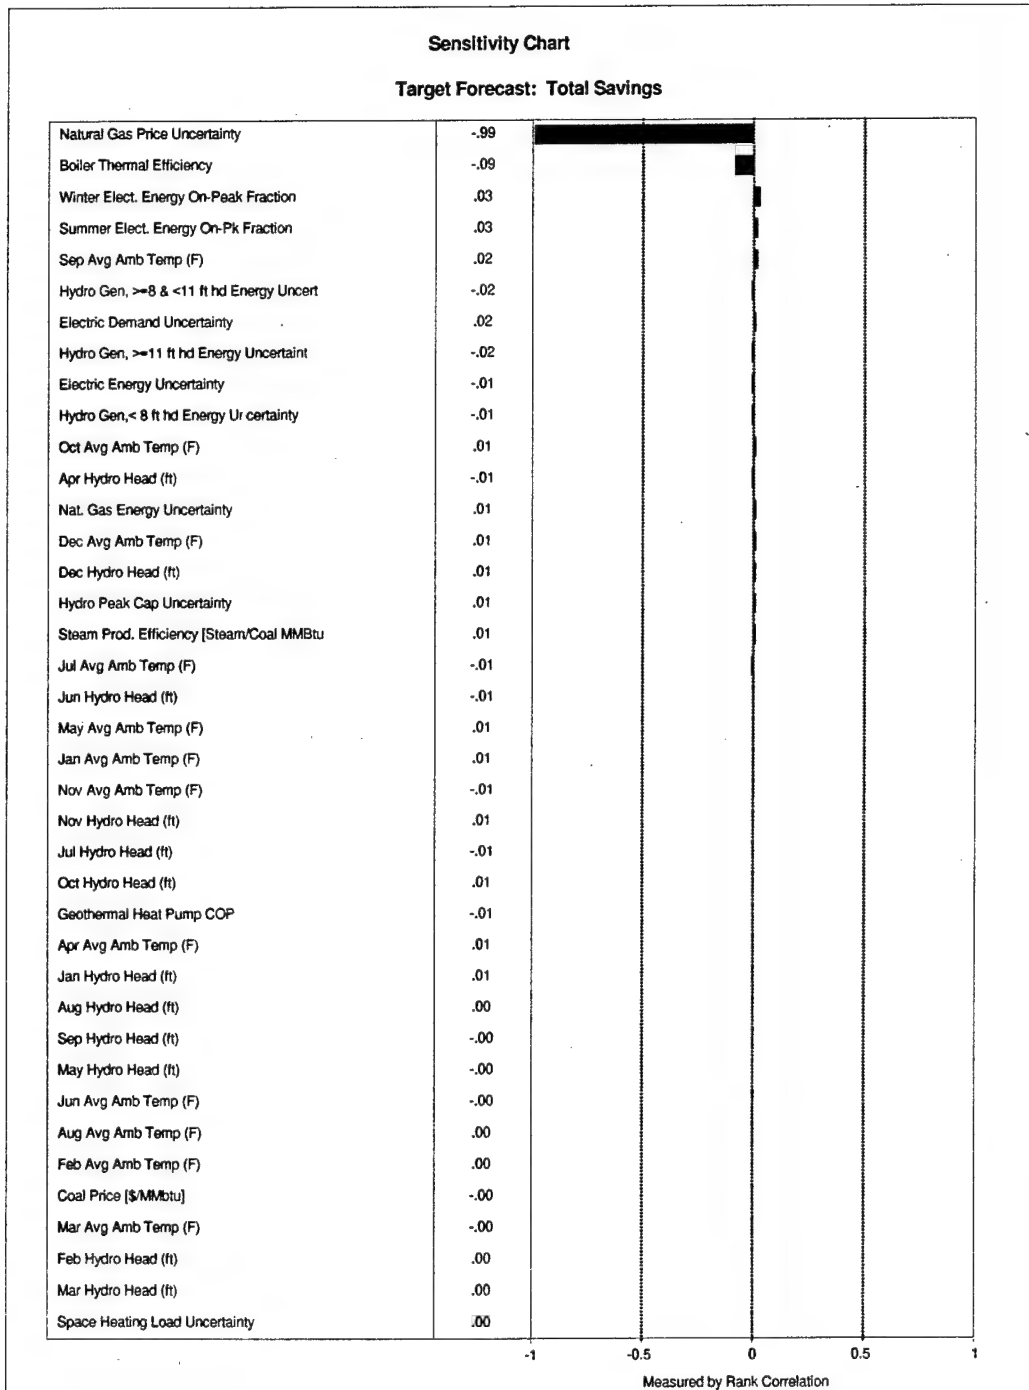 Sensitivity Chart
Target Forecast: Total Savings
Natural Gas Price Uncertainty -.99
Boiler Thermal Efficiency -.09
Winter Elect. Energy On-Peak Fraction .03
Summer Elect. Energy On-Pk Fraction .03
Sep Avg Amb Temp (F) .02
Hydro Gen, >=8 & <11 ft hd Energy Uncert -.02
Electric Demand Uncertainty .02
Hydro Gen, >=11 ft hd Energy Uncertaint -.02
Electric Energy Uncertainty -.01
Hydro Gen,< 8 ft hd Energy Ur certainty -.01
Oct Avg Amb Temp (F) .01
Apr Hydro Head (ft) -.01
Nat. Gas Energy Uncertainty .01
Dec Avg Amb Temp (F) .01
Dec Hydro Head (ft) .01
Hydro Peak Cap Uncertainty .01
Steam Prod. Efficiency [Steam/Coal MMBtu .01
Jul Avg Amb Temp (F) -.01
Jun Hydro Head (ft) -.01
May Avg Amb Temp (F) .01
Jan Avg Amb Temp (F) .01
Nov Avg Amb Temp (F) -.01
Nov Hydro Head (ft) .01
Jul Hydro Head (ft) -.01
Oct Hydro Head (ft) .01
Geothermal Heat Pump COP -.01
Apr Avg Amb Temp (F) .01
Jan Hydro Head (ft) .01
Aug Hydro Head (ft) .00
Sep Hydro Head (ft) -.00
May Hydro Head (ft) -.00
Jun Avg Amb Temp (F) -.00
Aug Avg Amb Temp (F) .00
Feb Avg Amb Temp (F) .00
Coal Price [$/MMbtu] -.00
Mar Avg Amb Temp (F) -.00
Feb Hydro Head (ft) .00
Mar Hydro Head (ft) .00
Space Heating Load Uncertainty .00
-1 -0.5 0 0.5 1
Measured by Rank Correlation